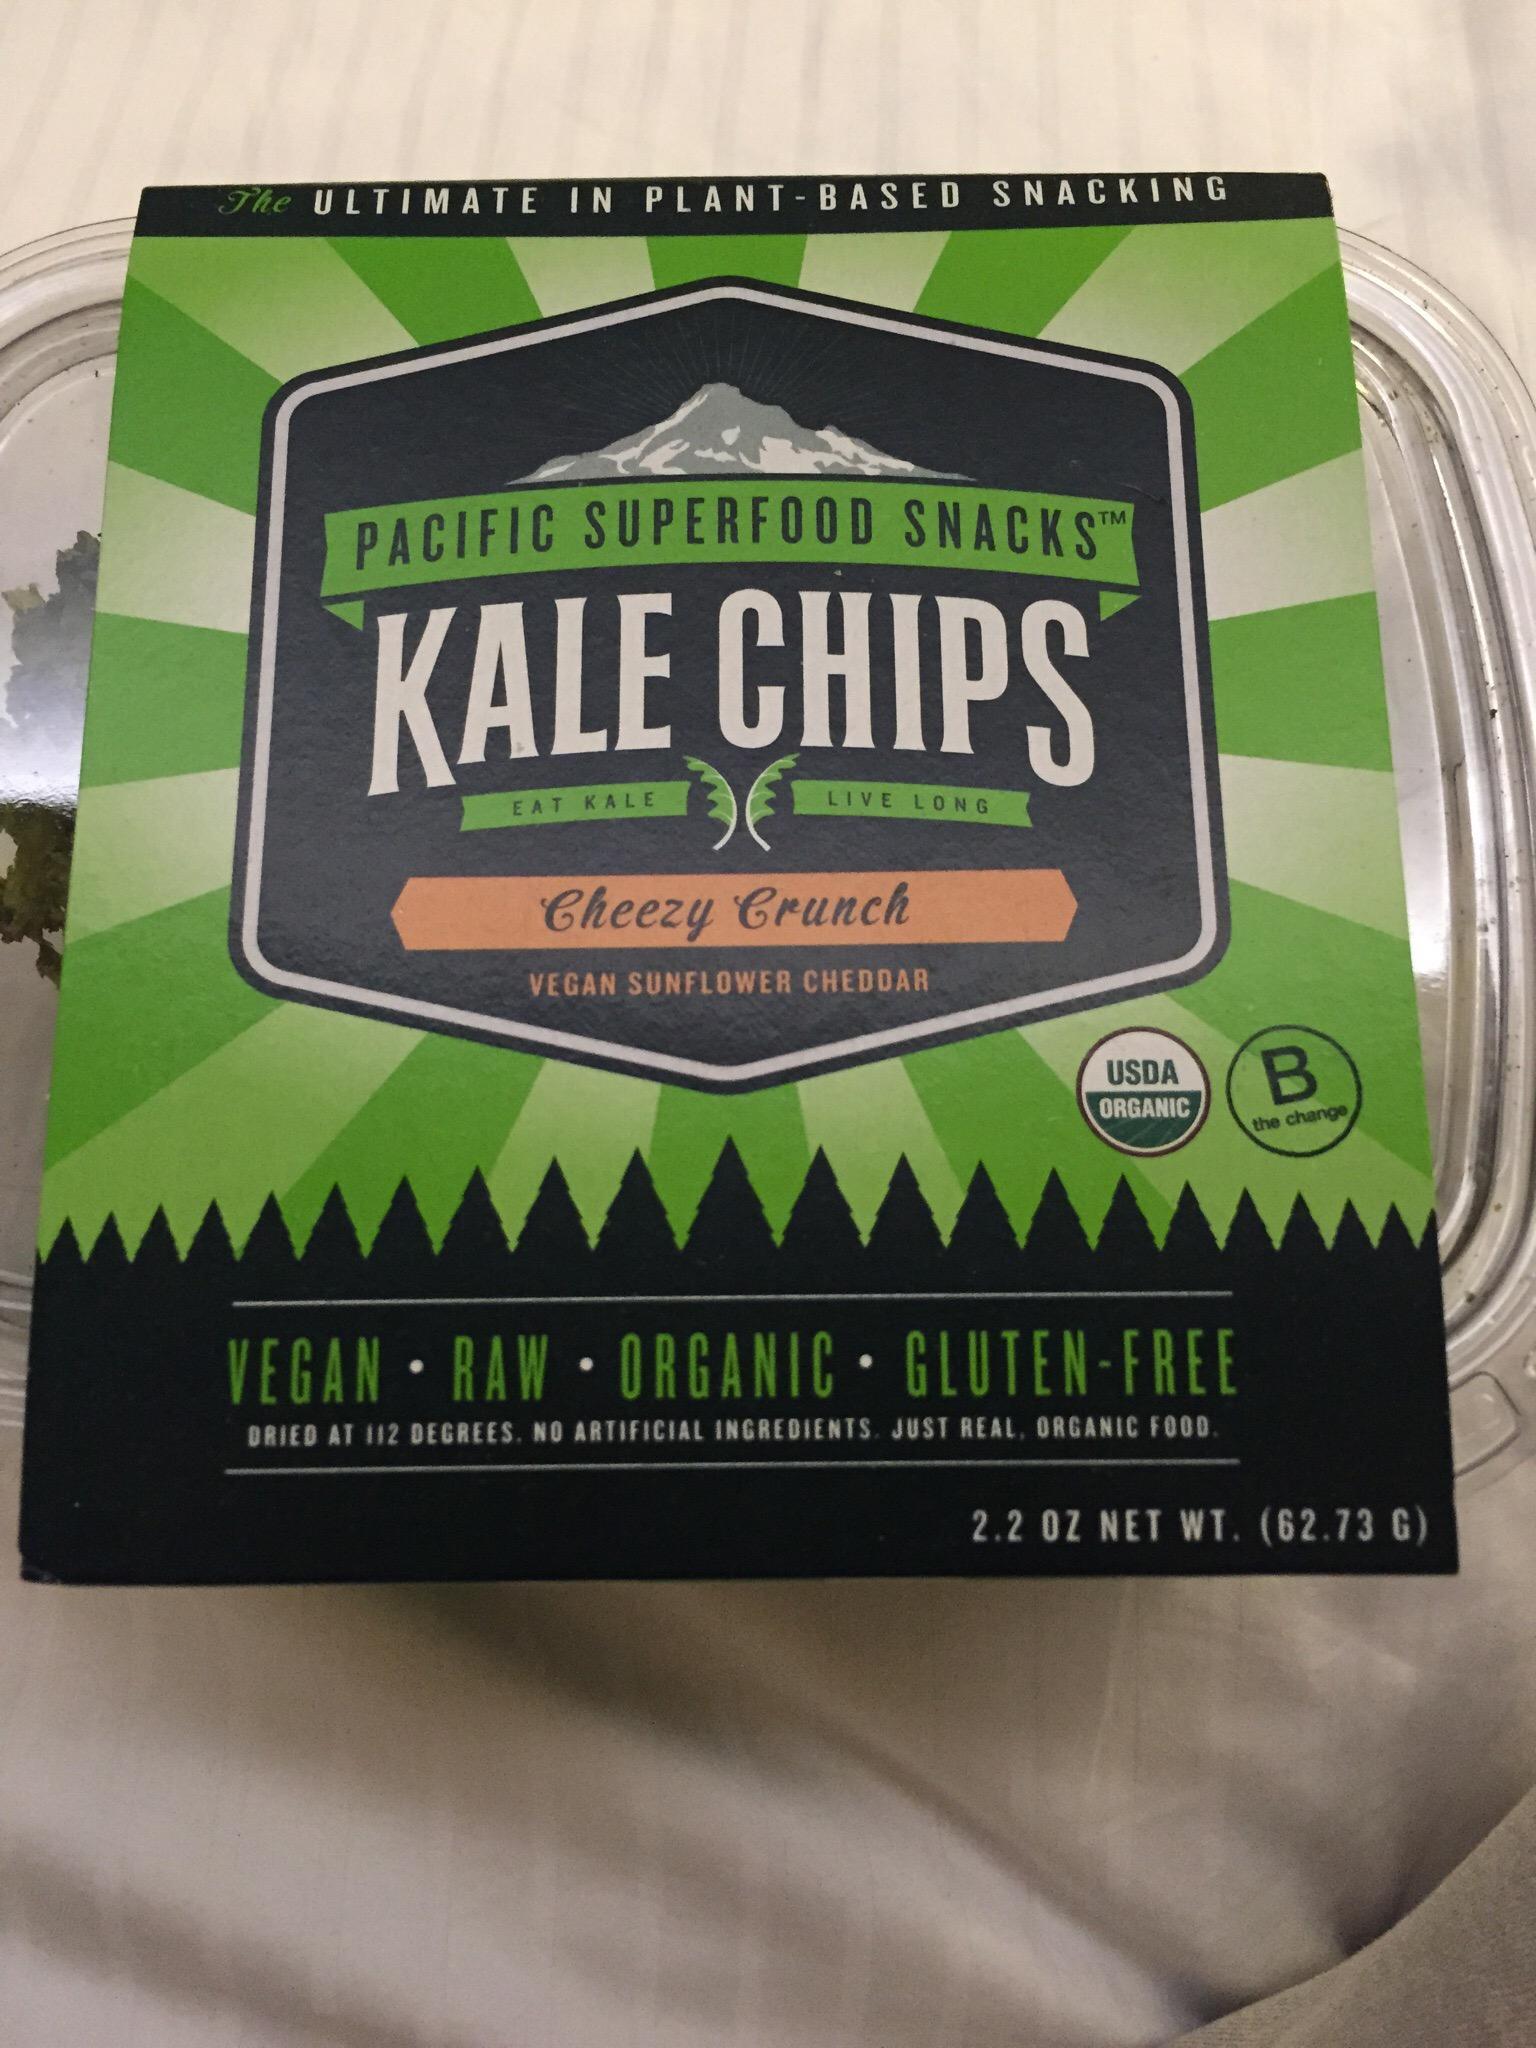 The ULTIMATE IN PLANT-BASED SNACKING
PACIFIC SUPERFOOD SNACKS™
KALE CHIPS
EAT KALE LIVE LONG
Cheezy Crunch
VEGAN SUNFLOWER CHEDDAR
USDA
ORGANIC
B
the change
VEGAN • RAW • ORGANIC • GLUTEN-FREE
DRIED AT 112 DEGREES. NO ARTIFICIAL INGREDIENTS. JUST REAL, ORGANIC FOOD.
2.2 OZ NET WT. (62.73 G)